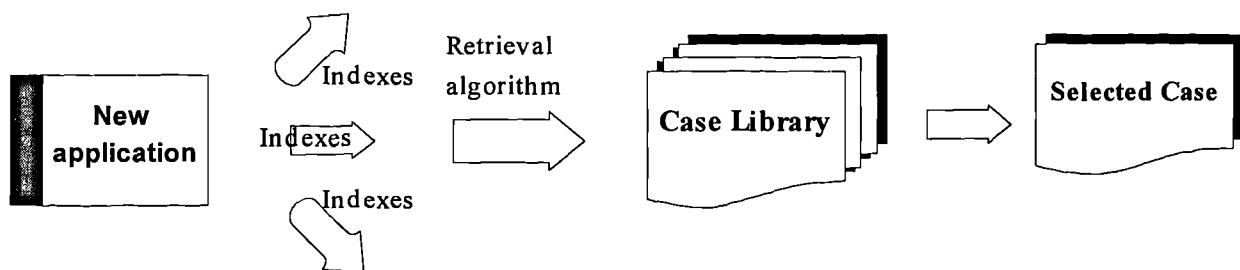 New
application
Indexes
Indexes
Indexes
Retrieval
algorithm
Case Library
Selected Case